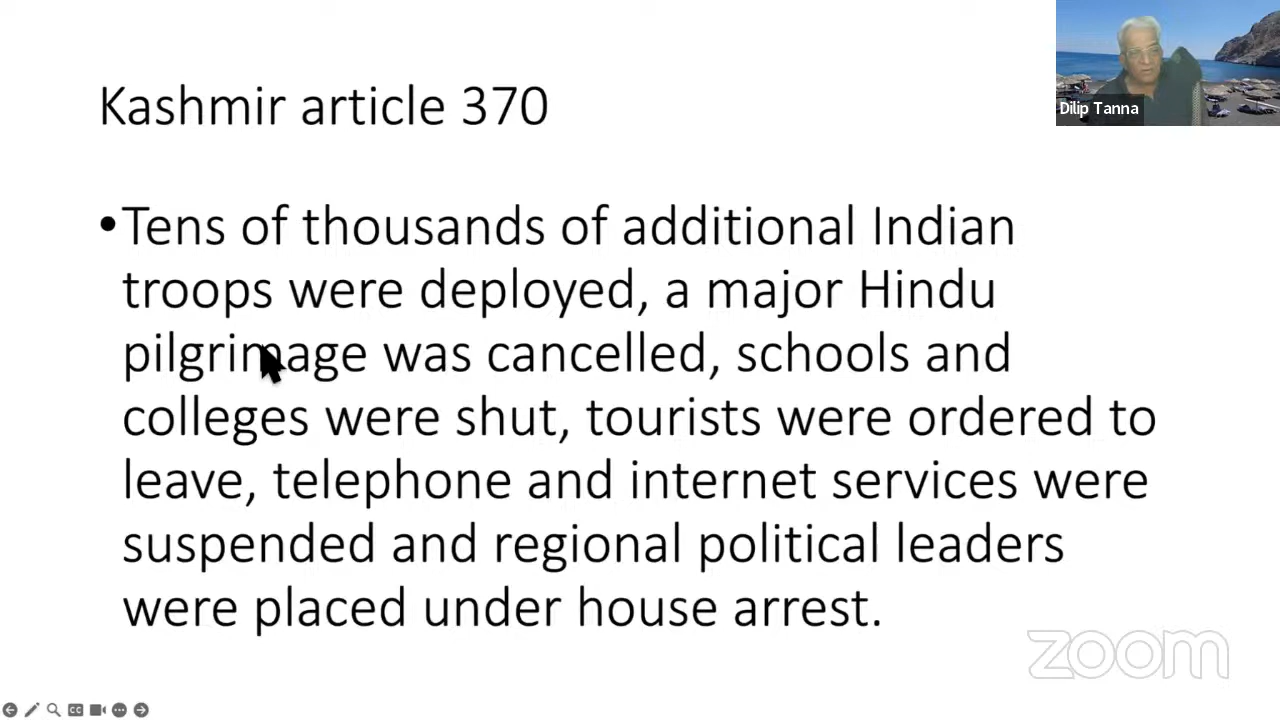 Kashmir article 370
Dilip Tanna
•Tens of thousands of additional Indian
troops were deployed, a major Hindu
pilgrimage was cancelled, schools and
colleges were shut, tourists were ordered to
leave, telephone and internet services were
suspended and regional political leaders
were placed under house arrest.
zoom
CC